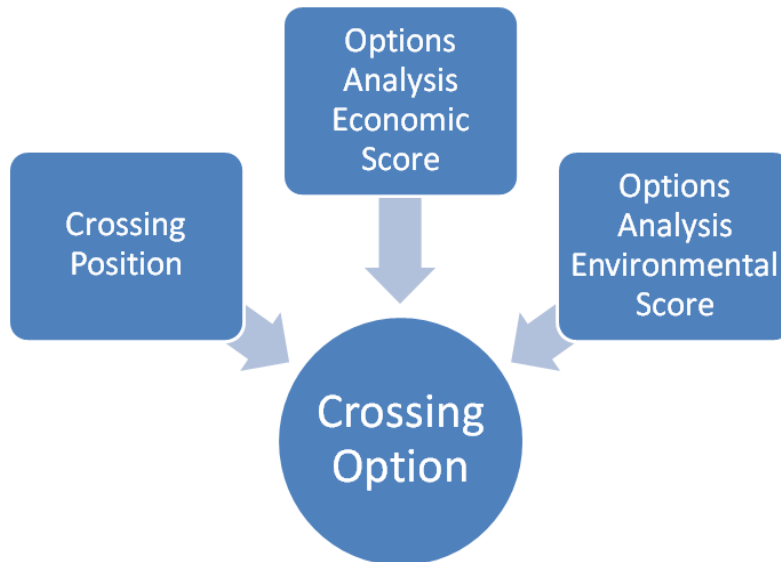 Options
Analysis
Economic
Score
Crossing
Position
Options
Analysis
Environmental
Score
Crossing
Option